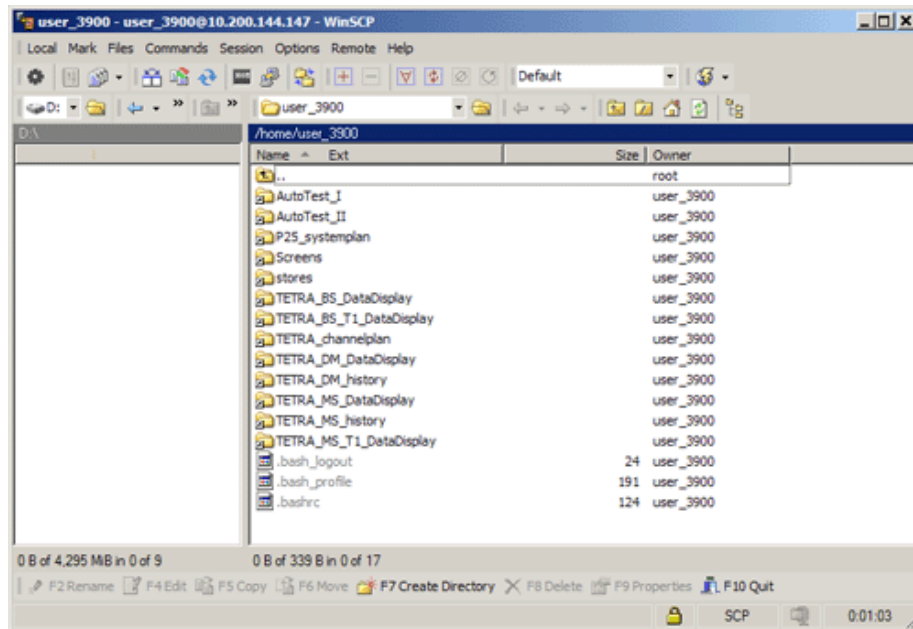 user_3900 - user_3900@10.200.144.147 - WinSCP
Local Mark Files Commands Session Options Remote Help
Default
D: » » user_3900
D:\ /home/user_3900
Name Ext Size Owner
.. root
AutoTest_I user_3900
AutoTest_II user_3900
P25_systemplan user_3900
Screens user_3900
stores user_3900
TETRA_BS_DataDisplay user_3900
TETRA_BS_T1_DataDisplay user_3900
TETRA_channelplan user_3900
TETRA_DM_DataDisplay user_3900
TETRA_DM_history user_3900
TETRA_MS_DataDisplay user_3900
TETRA_MS_history user_3900
TETRA_MS_T1_DataDisplay user_3900
.bash_logout 24 user_3900
.bash_profile 191 user_3900
.bashrc 124 user_3900
0 B of 4,295 MiB in 0 of 9 0 B of 339 B in 0 of 17
F2 Rename F4 Edit F5 Copy F6 Move F7 Create Directory F8 Delete F9 Properties F10 Quit
SCP 0:01:03